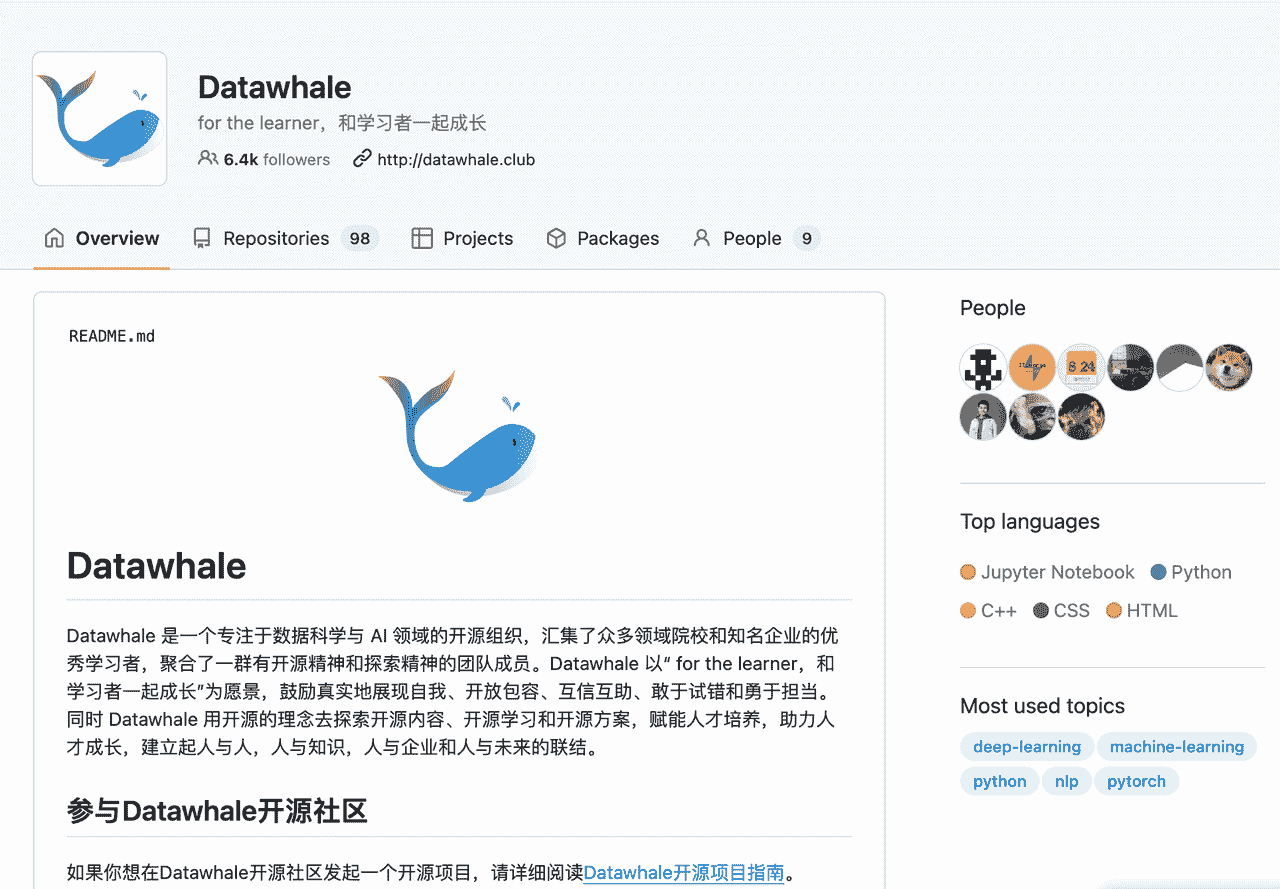 Datawhale
for the learner，和学习者一起成长
6.4k followers http://datawhale.club
Overview Repositories 98 Projects Packages People 9
README.md
Datawhale
Datawhale 是一个专注于数据科学与 AI 领域的开源组织，汇集了众多领域院校和知名企业的优
秀学习者，聚合了一群有开源精神和探索精神的团队成员。Datawhale 以“ for the learner，和
学习者一起成长”为愿景，鼓励真实地展现自我、开放包容、互信互助、敢于试错和勇于担当。
同时 Datawhale 用开源的理念去探索开源内容、开源学习和开源方案，赋能人才培养，助力人
才成长，建立起人与人，人与知识，人与企业和人与未来的联结。
参与Datawhale开源社区
如果你想在Datawhale开源社区发起一个开源项目，请详细阅读Datawhale开源项目指南。
People
8 24
Top languages
Jupyter Notebook Python
C++ CSS HTML
Most used topics
deep-learning machine-learning
python nlp pytorch